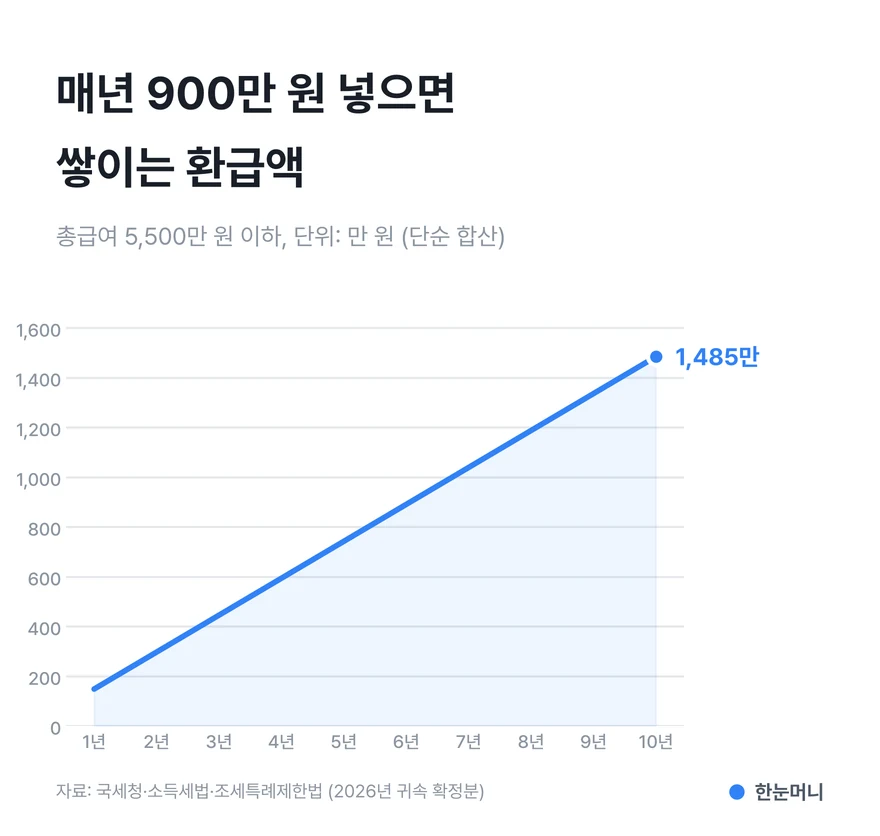 매년 900만 원 넣으면
쌓이는 환급액
총급여 5,500만 원 이하, 단위: 만 원 (단순 합산)
1,600
1,485만
1,400
1,200
1,000
800
600
400
200
0
1년 2년 3년 4년 5년 6년 7년 8년 9년 10년
자료: 국세청·소득세법·조세특례제한법 (2026년 귀속 확정분)
한눈머니